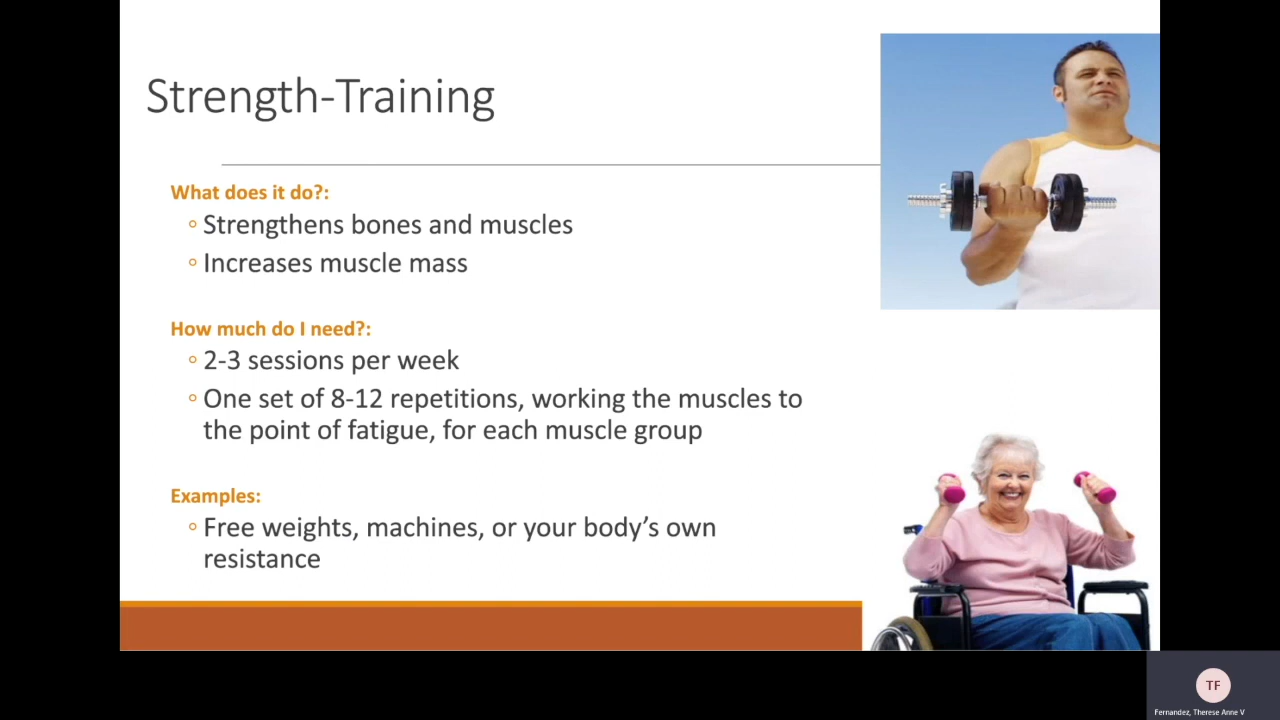 Strength-Training
What does it do?:
◦ Strengthens bones and muscles
◦ Increases muscle mass
How much do I need?:
◦ 2-3 sessions per week
◦ One set of 8-12 repetitions, working the muscles to
the point of fatigue, for each muscle group
Examples:
◦ Free weights, machines, or your body’s own
resistance
TF
Fernandez, Therese Anne V